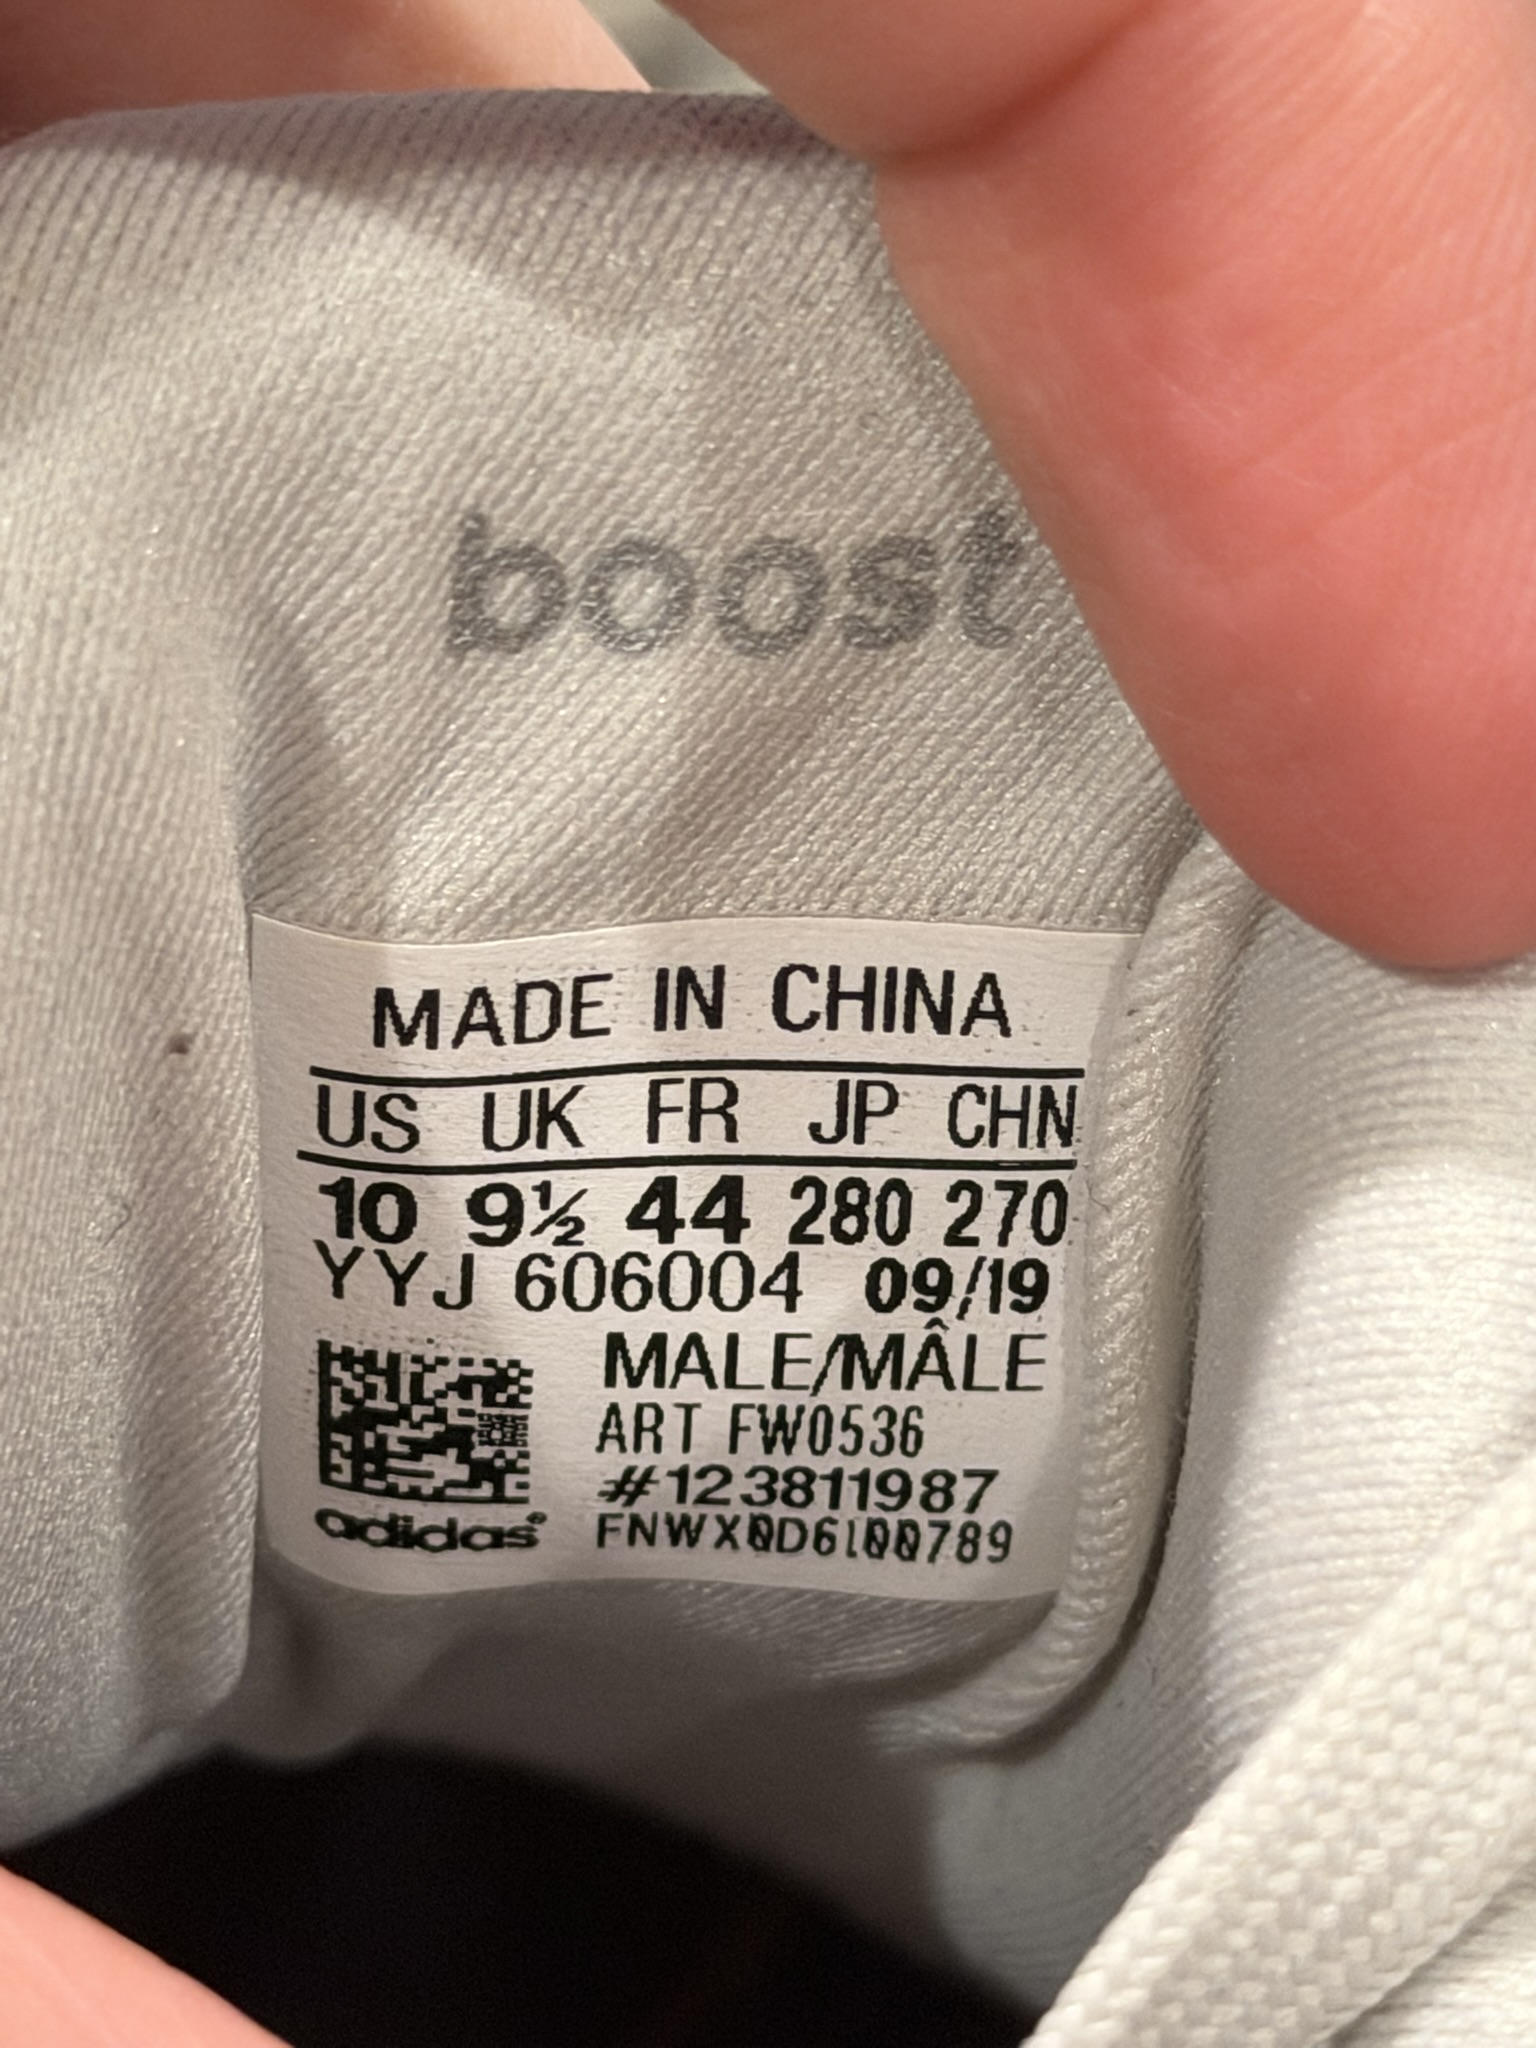 boost
MADE IN CHINA
US UK FR JP CHN
10 9½ 44 280 270
YYJ 606004 09/19
MALE/MÂLE
ART FW0536
#123811987
adidas® FNWX0D6100789